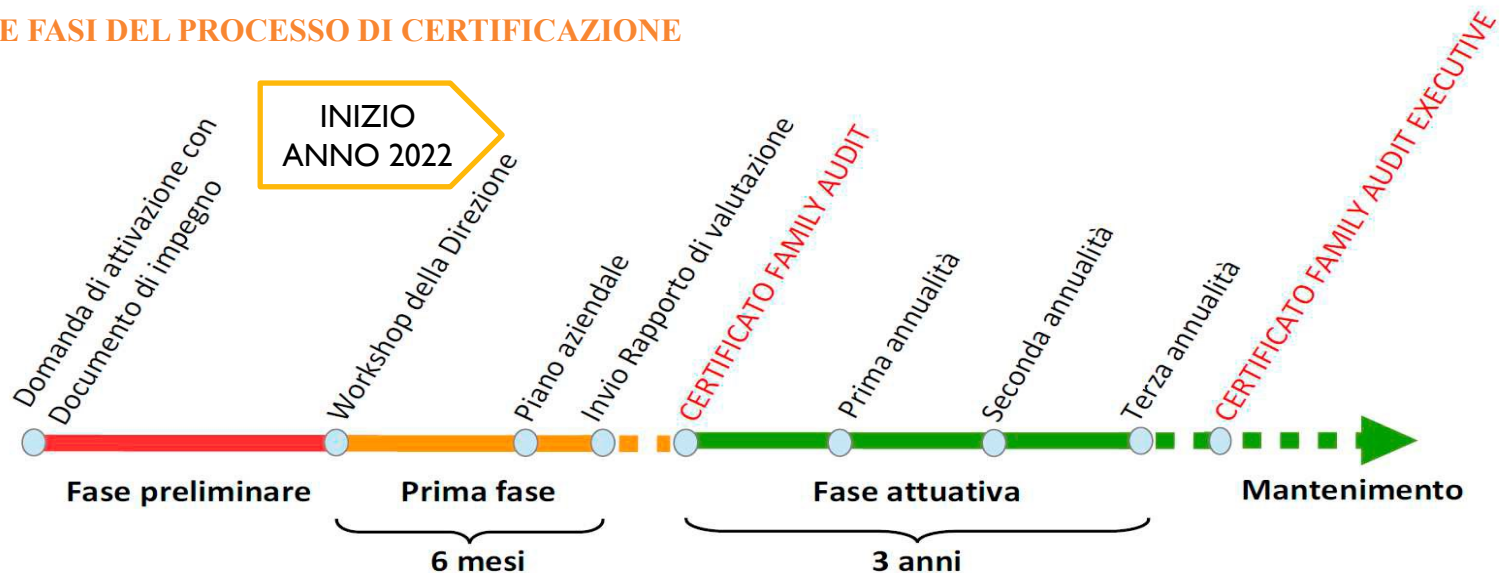 E FASI DEL PROCESSO DI CERTIFICAZIONE
INIZIO
ANNO 2022
Domanda di attivazione con
Documento di impegno
Workshop della Direzione
Piano aziendale
Invio Rapporto di valutazione
CERTIFICATO FAMILY AUDIT
Prima annualità
Seconda annualità
Terza annualità
CERTIFICATO FAMILY AUDIT EXECUTIVE
Fase preliminare
Prima fase
Fase attuativa
Mantenimento
6 mesi
3 anni